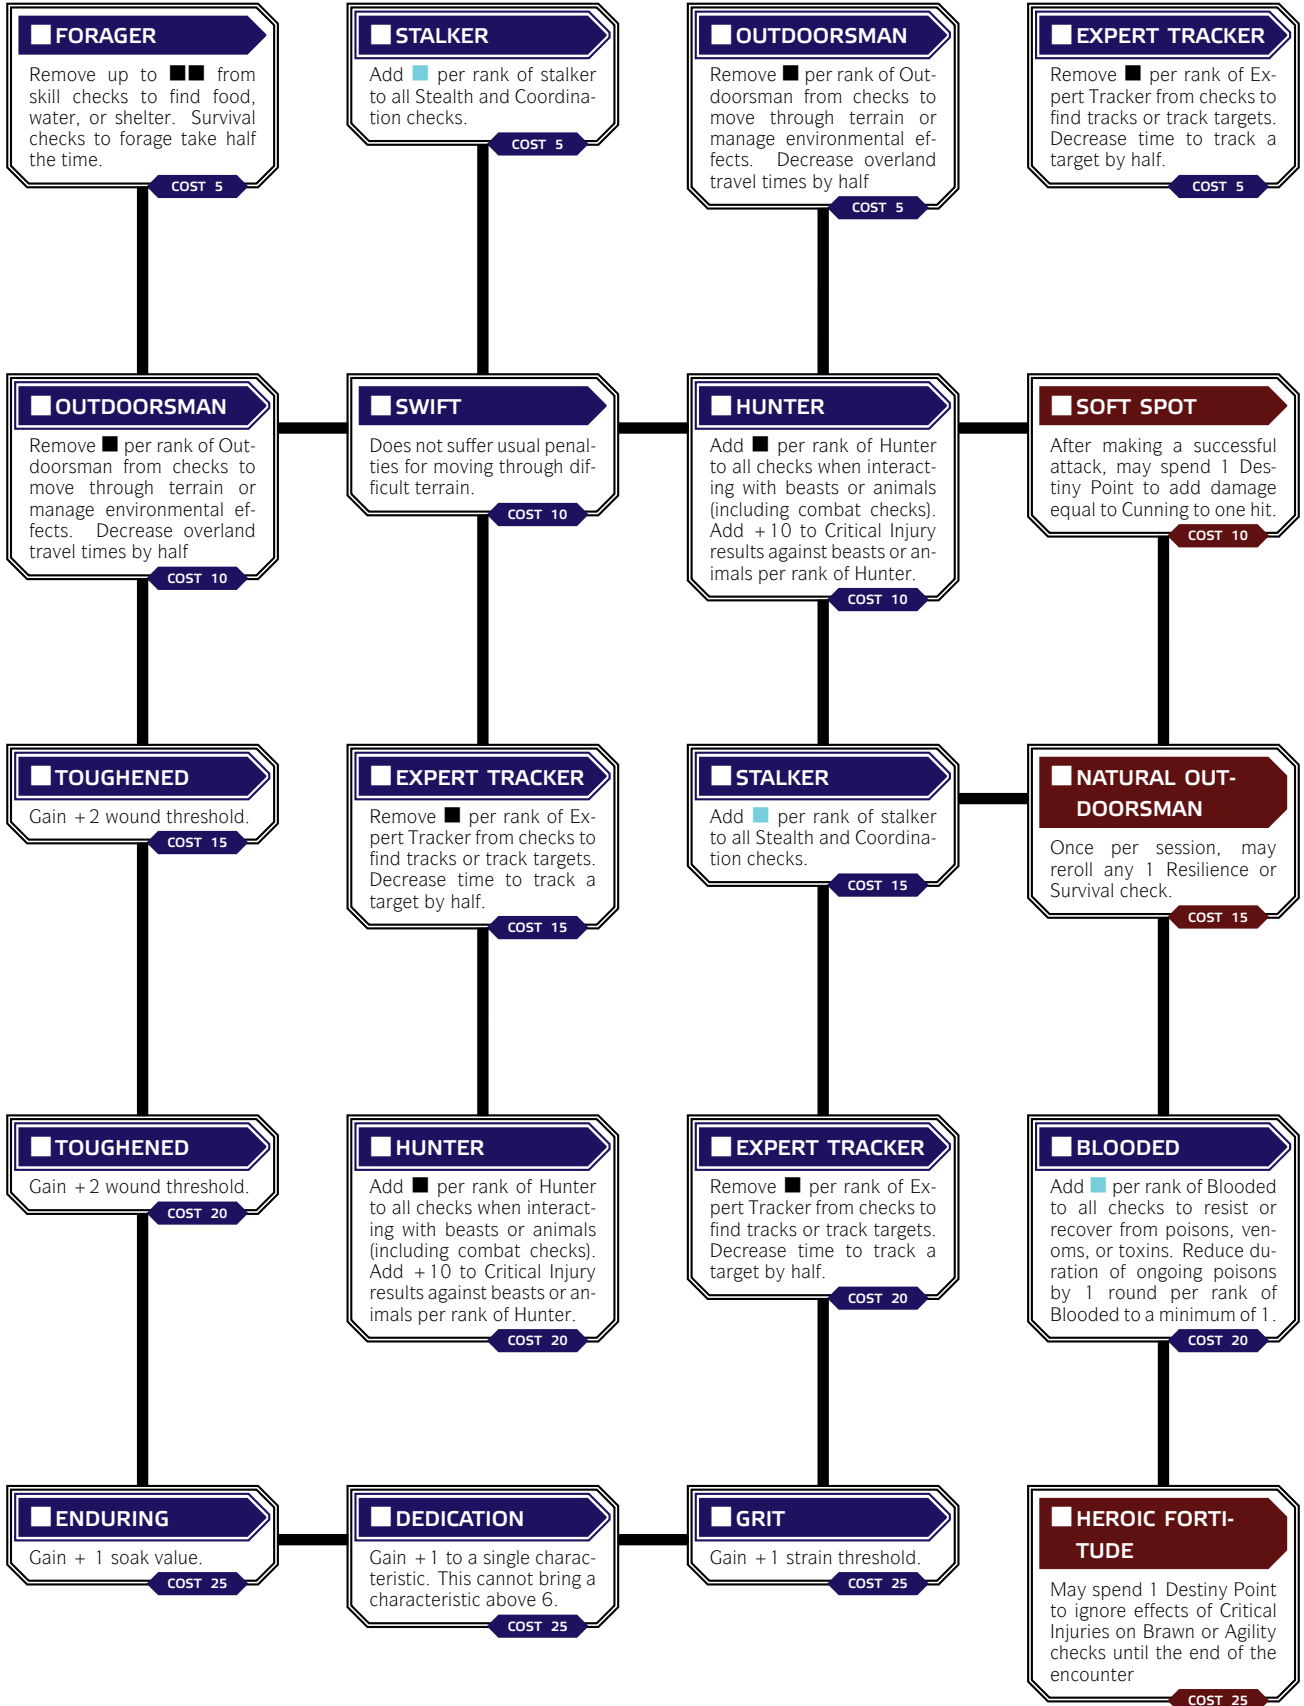 FORAGER
Remove up to ■■ from
skill checks to find food,
water, or shelter. Survival
checks to forage take half
the time.
COST 5
STALKER
Add ■ per rank of stalker
to all Stealth and Coordina-
tion checks.
COST 5
OUTDOORSMAN
Remove ■ per rank of Out-
doorsman from checks to
move through terrain or
manage environmental ef-
fects. Decrease overland
travel times by half
COST 5
EXPERT TRACKER
Remove ■ per rank of Ex-
pert Tracker from checks to
find tracks or track targets.
Decrease time to track a
target by half.
COST 5
OUTDOORSMAN
Remove ■ per rank of Out-
doorsman from checks to
move through terrain or
manage environmental ef-
fects. Decrease overland
travel times by half
COST 10
SWIFT
Does not suffer usual penal-
ties for moving through dif-
ficult terrain.
COST 10
HUNTER
Add ■ per rank of Hunter
to all checks when interact-
ing with beasts or animals
(including combat checks).
Add +10 to Critical Injury
results against beasts or an-
imals per rank of Hunter.
COST 10
SOFT SPOT
After making a successful
attack, may spend 1 Des-
tiny Point to add damage
equal to Cunning to one hit.
COST 10
TOUGHENED
Gain +2 wound threshold.
COST 15
EXPERT TRACKER
Remove ■ per rank of Ex-
pert Tracker from checks to
find tracks or track targets.
Decrease time to track a
target by half.
COST 15
STALKER
Add ■ per rank of stalker
to all Stealth and Coordina-
tion checks.
COST 15
NATURAL OUT-
DOORSMAN
Once per session, may
reroll any 1 Resilience or
Survival check.
COST 15
TOUGHENED
Gain +2 wound threshold.
COST 20
HUNTER
Add ■ per rank of Hunter
to all checks when interact-
ing with beasts or animals
(including combat checks).
Add +10 to Critical Injury
results against beasts or an-
imals per rank of Hunter.
COST 20
EXPERT TRACKER
Remove ■ per rank of Ex-
pert Tracker from checks to
find tracks or track targets.
Decrease time to track a
target by half.
COST 20
BLOODED
Add ■ per rank of Blooded
to all checks to resist or
recover from poisons, ven-
oms, or toxins. Reduce du-
ration of ongoing poisons
by 1 round per rank of
Blooded to a minimum of 1.
COST 20
ENDURING
Gain + 1 soak value.
COST 25
DEDICATION
Gain +1 to a single charac-
teristic. This cannot bring a
characteristic above 6.
COST 25
GRIT
Gain +1 strain threshold.
COST 25
HEROIC FORTI-
TUDE
May spend 1 Destiny Point
to ignore effects of Critical
Injuries on Brawn or Agility
checks until the end of the
encounter
COST 25